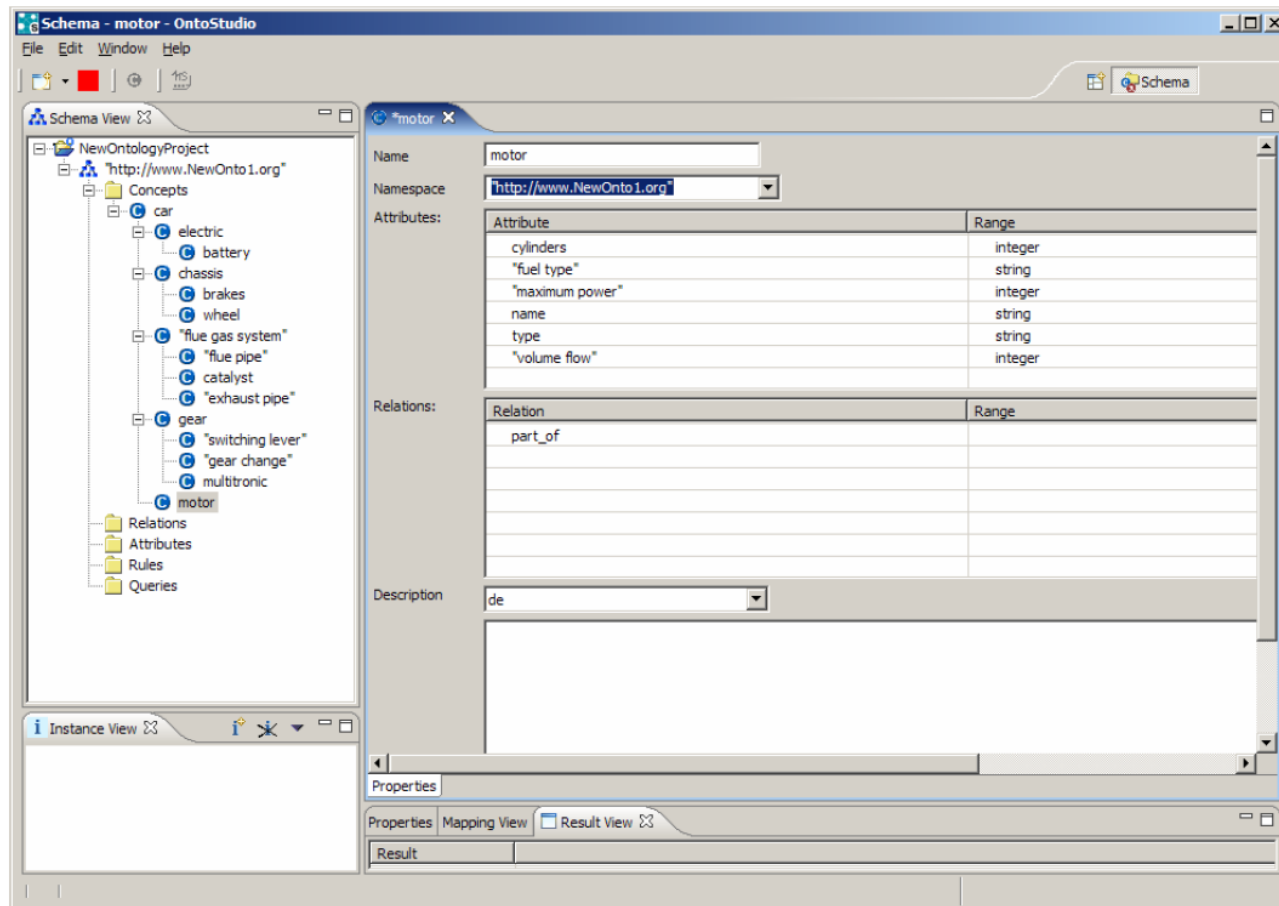 Schema - motor - OntoStudio
File Edit Window Help
Schema
Schema View
NewOntologyProject
"http://www.NewOnto1.org"
Concepts
car
electric
battery
chassis
brakes
wheel
"flue gas system"
"flue pipe"
catalyst
"exhaust pipe"
gear
"switching lever"
"gear change"
multitronic
motor
Relations
Attributes
Rules
Queries
Instance View
*motor
Name motor
Namespace "http://www.NewOnto1.org"
Attributes: Attribute Range
cylinders integer
"fuel type" string
"maximum power" integer
name string
type string
"volume flow" integer
Relations: Relation Range
part_of
Description de
Properties
Properties Mapping View Result View
Result